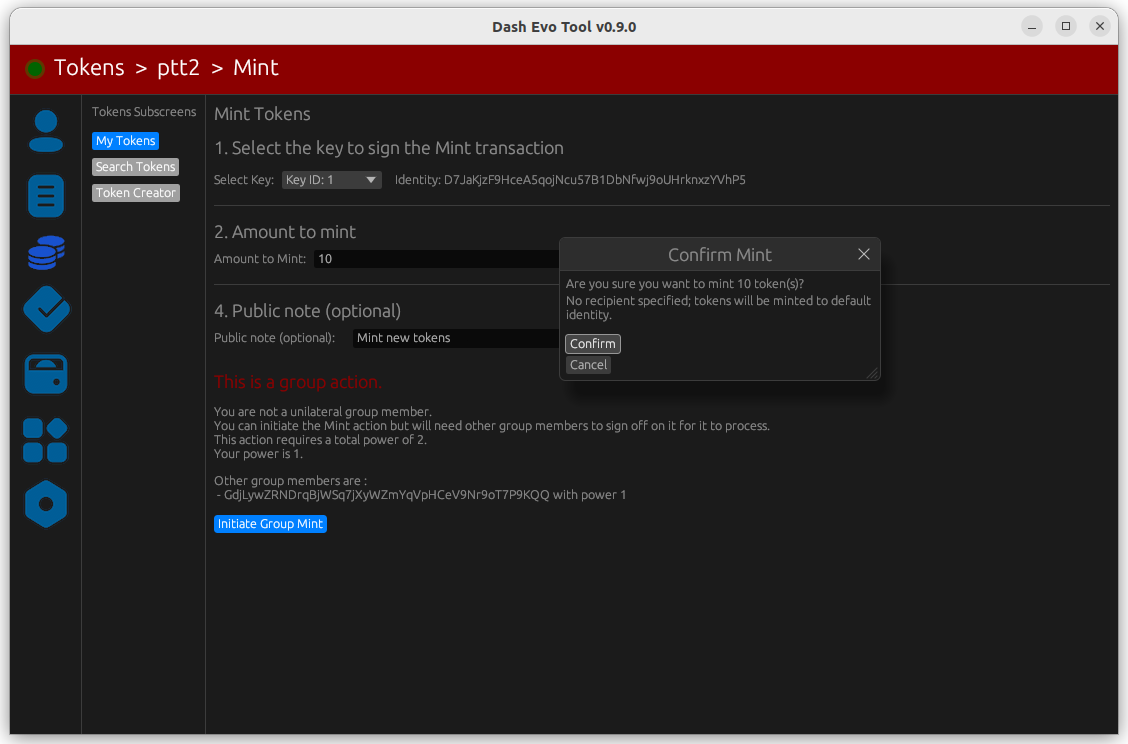 Dash Evo Tool v0.9.0
Tokens > ptt2 > Mint
Tokens Subscreens
My Tokens
Search Tokens
Token Creator
Mint Tokens
1. Select the key to sign the Mint transaction
Select Key: Key ID: 1 Identity: D7JaKjzF9HceA5qojNcu57B1DbNfwj9oUHrknxzYVhP5
2. Amount to mint
Amount to Mint: 10
4. Public note (optional)
Public note (optional): Mint new tokens
This is a group action.
You are not a unilateral group member.
You can initiate the Mint action but will need other group members to sign off on it for it to process.
This action requires a total power of 2.
Your power is 1.
Other group members are :
- GdjLywZRNDrqBjWSq7jXyWZmYqVpHCeV9Nr9oT7P9KQQ with power 1
Initiate Group Mint
Confirm Mint
Are you sure you want to mint 10 token(s)?
No recipient specified; tokens will be minted to default
identity.
Confirm
Cancel